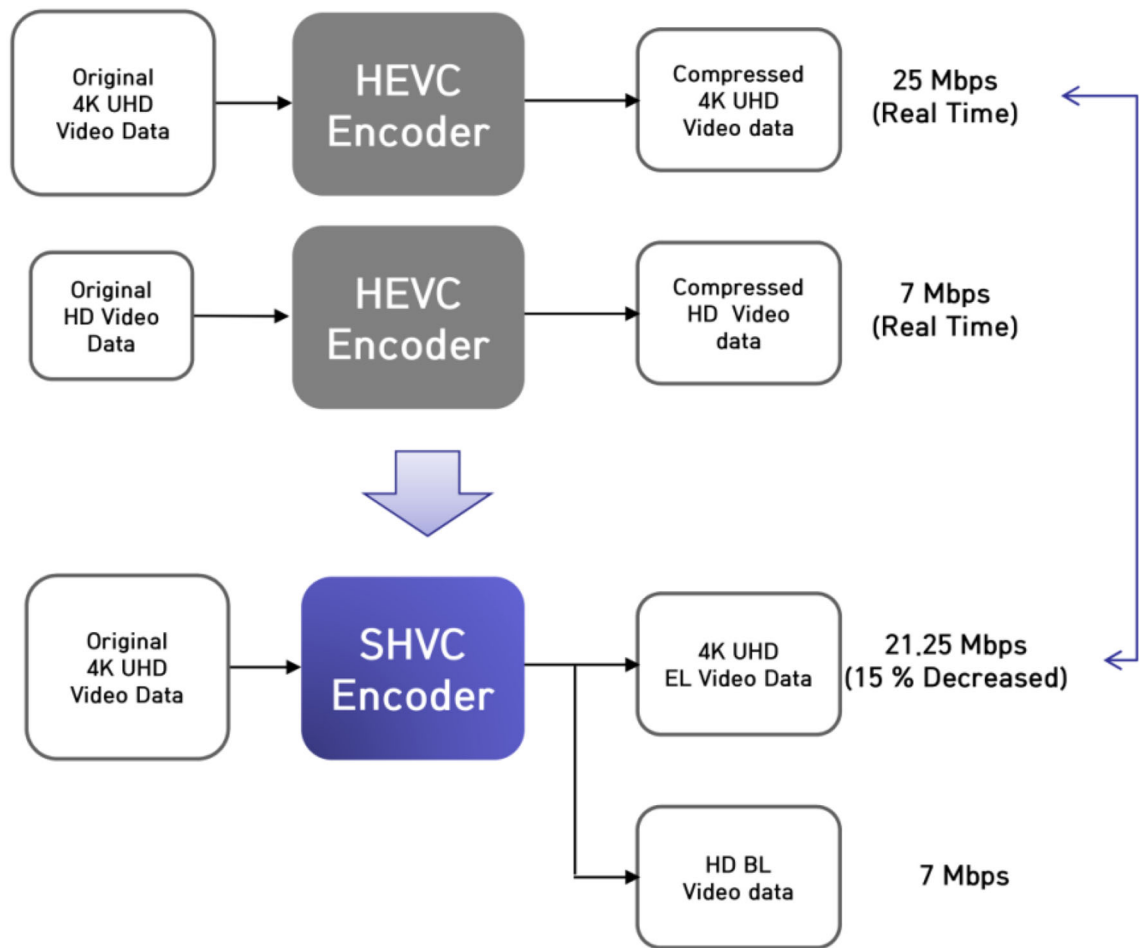 Original
4K UHD
Video Data
HEVC
Encoder
Compressed
4K UHD
Video data
25 Mbps
(Real Time)
Original
HD Video
Data
HEVC
Encoder
Compressed
HD Video
data
7 Mbps
(Real Time)
Original
4K UHD
Video Data
SHVC
Encoder
4K UHD
EL Video Data
21.25 Mbps
(15 % Decreased)
HD BL
Video data
7 Mbps